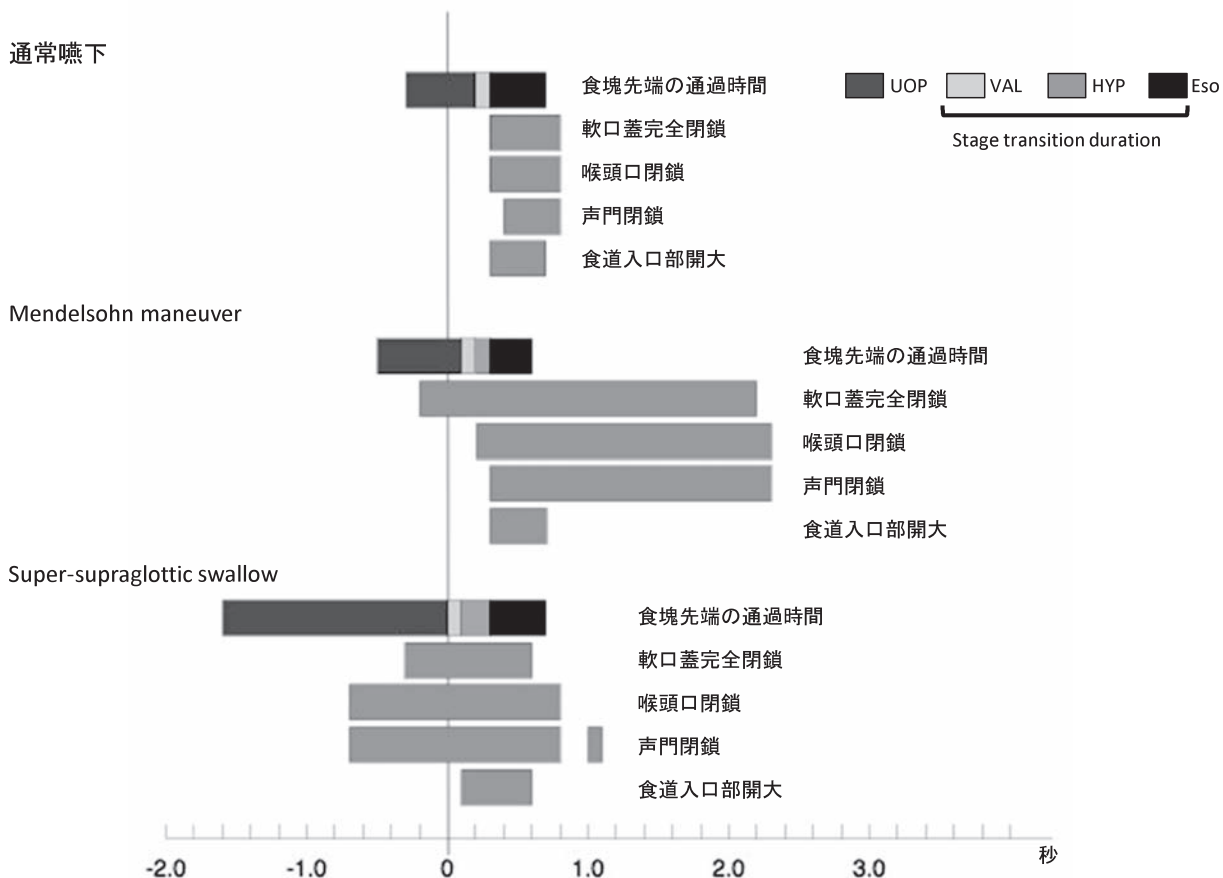 通常嚥下
食塊先端の通過時間
軟口蓋完全閉鎖
喉頭口閉鎖
声門閉鎖
食道入口部開大
UOP VAL HYP Eso
Stage transition duration
Mendelsohn maneuver
食塊先端の通過時間
軟口蓋完全閉鎖
喉頭口閉鎖
声門閉鎖
食道入口部開大
Super-supraglottic swallow
食塊先端の通過時間
軟口蓋完全閉鎖
喉頭口閉鎖
声門閉鎖
食道入口部開大
-2.0 -1.0 0 1.0 2.0 3.0 秒